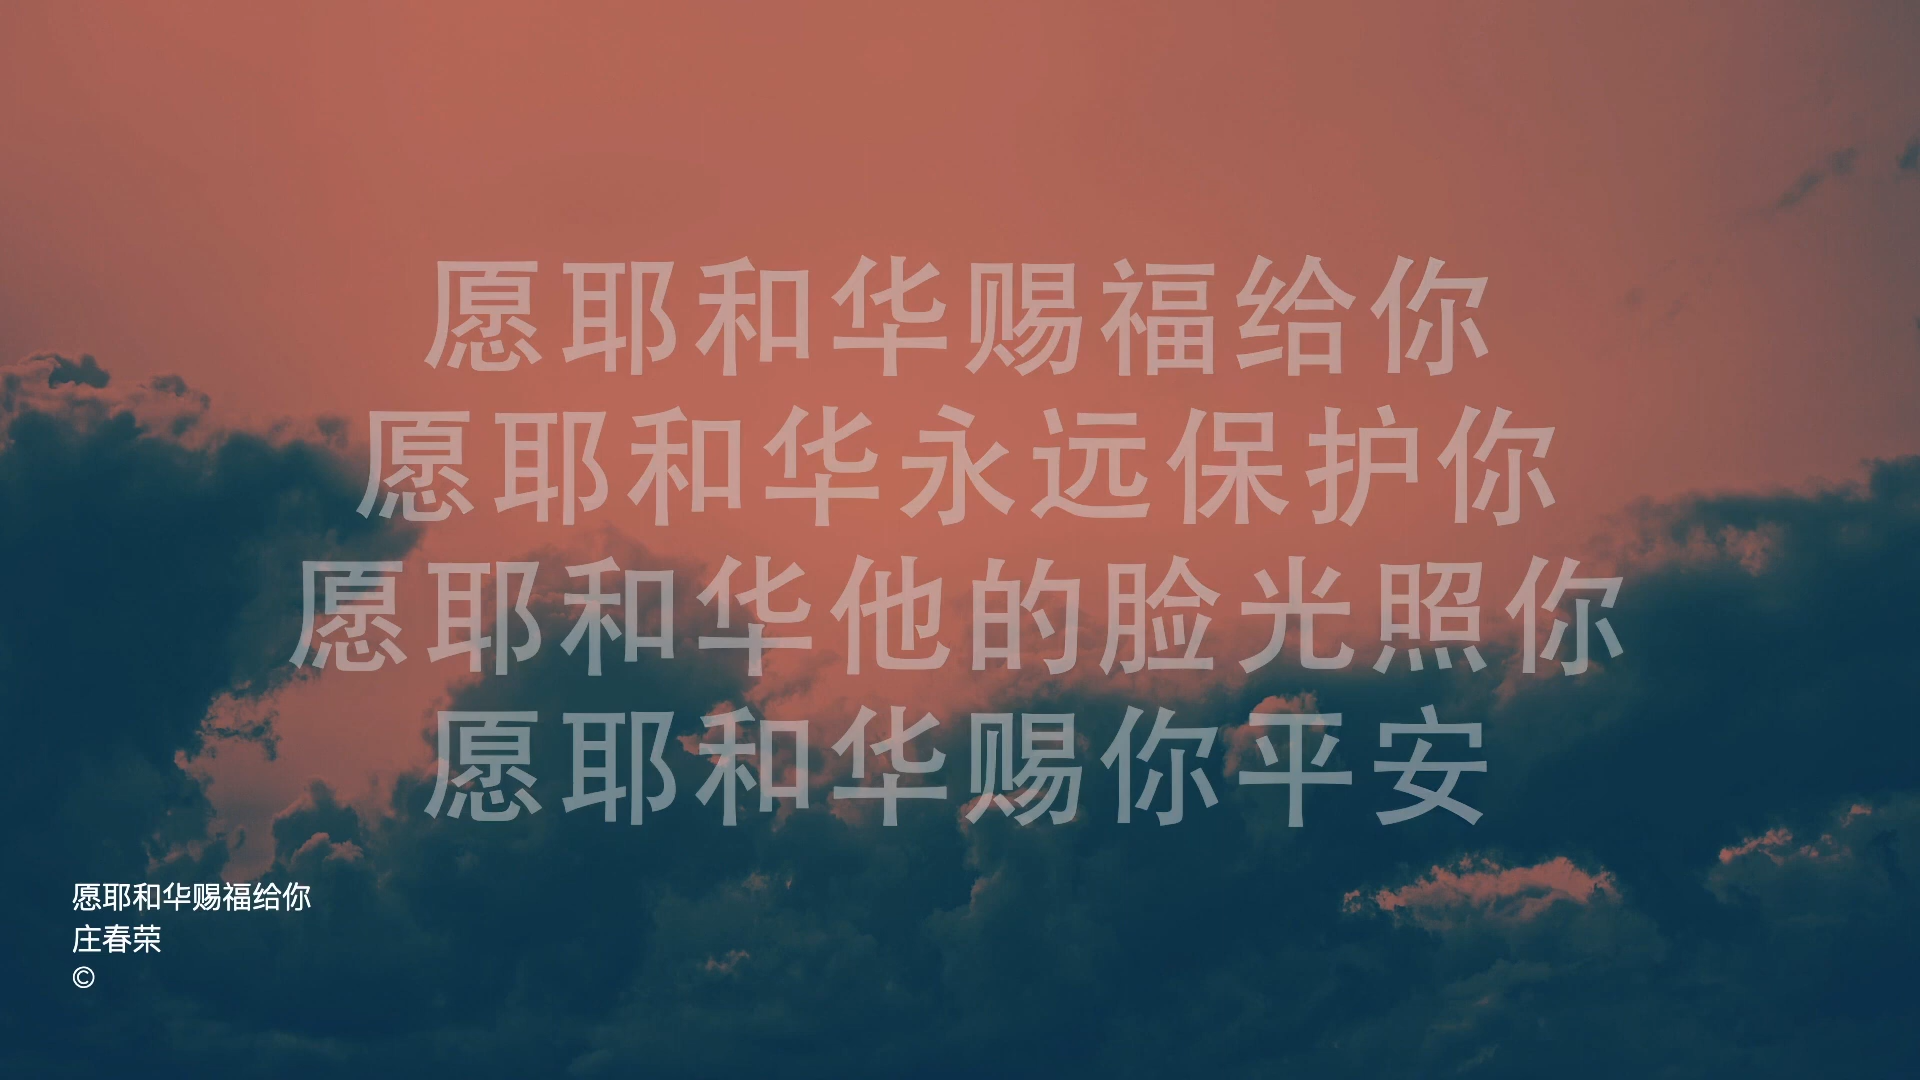 愿耶和华赐福给你
愿耶和华永远保护你
愿耶和华他的脸光照你
愿耶和华赐你平安
愿耶和华赐福给你
庄春荣
©